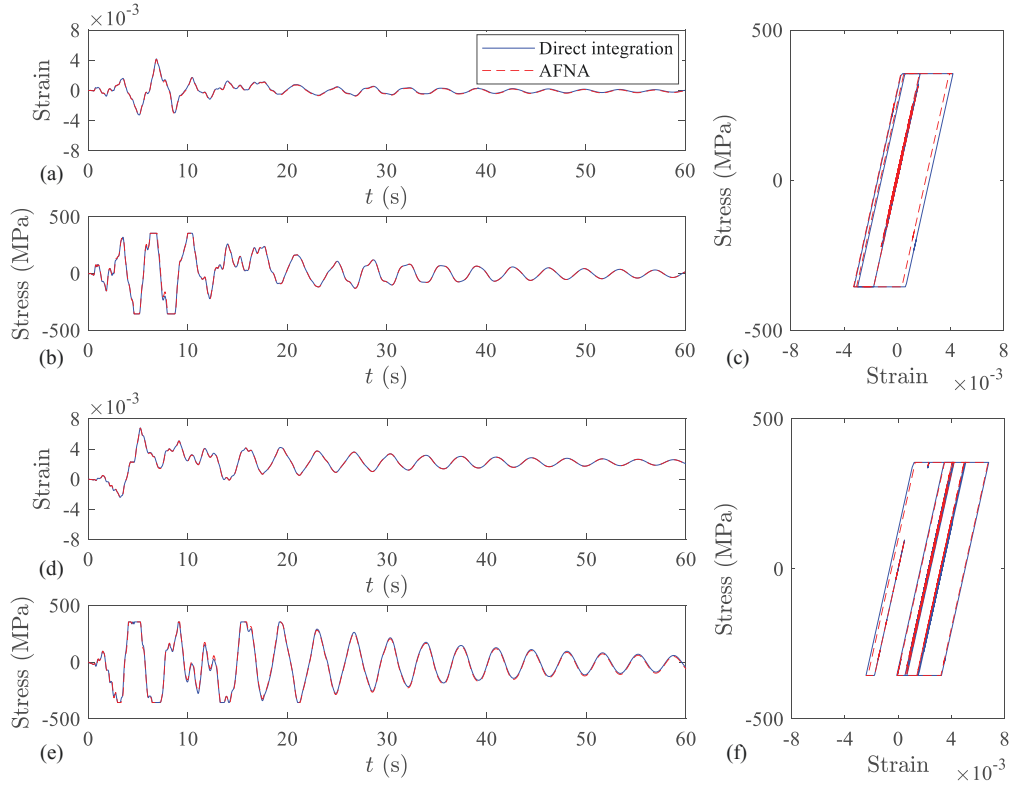 ×10⁻³
8
4
0
-4
-8
Strain
Direct integration
AFNA
0 10 20 30 40 50 60
(a)
t (s)
500
0
-500
Stress (MPa)
0 10 20 30 40 50 60
(b)
t (s)
500
0
-500
Stress (MPa)
-8 -4 0 4 8
(c)
Strain
×10⁻³
×10⁻³
8
4
0
-4
-8
Strain
0 10 20 30 40 50 60
(d)
t (s)
500
0
-500
Stress (MPa)
0 10 20 30 40 50 60
(e)
t (s)
500
0
-500
Stress (MPa)
-8 -4 0 4 8
(f)
Strain
×10⁻³